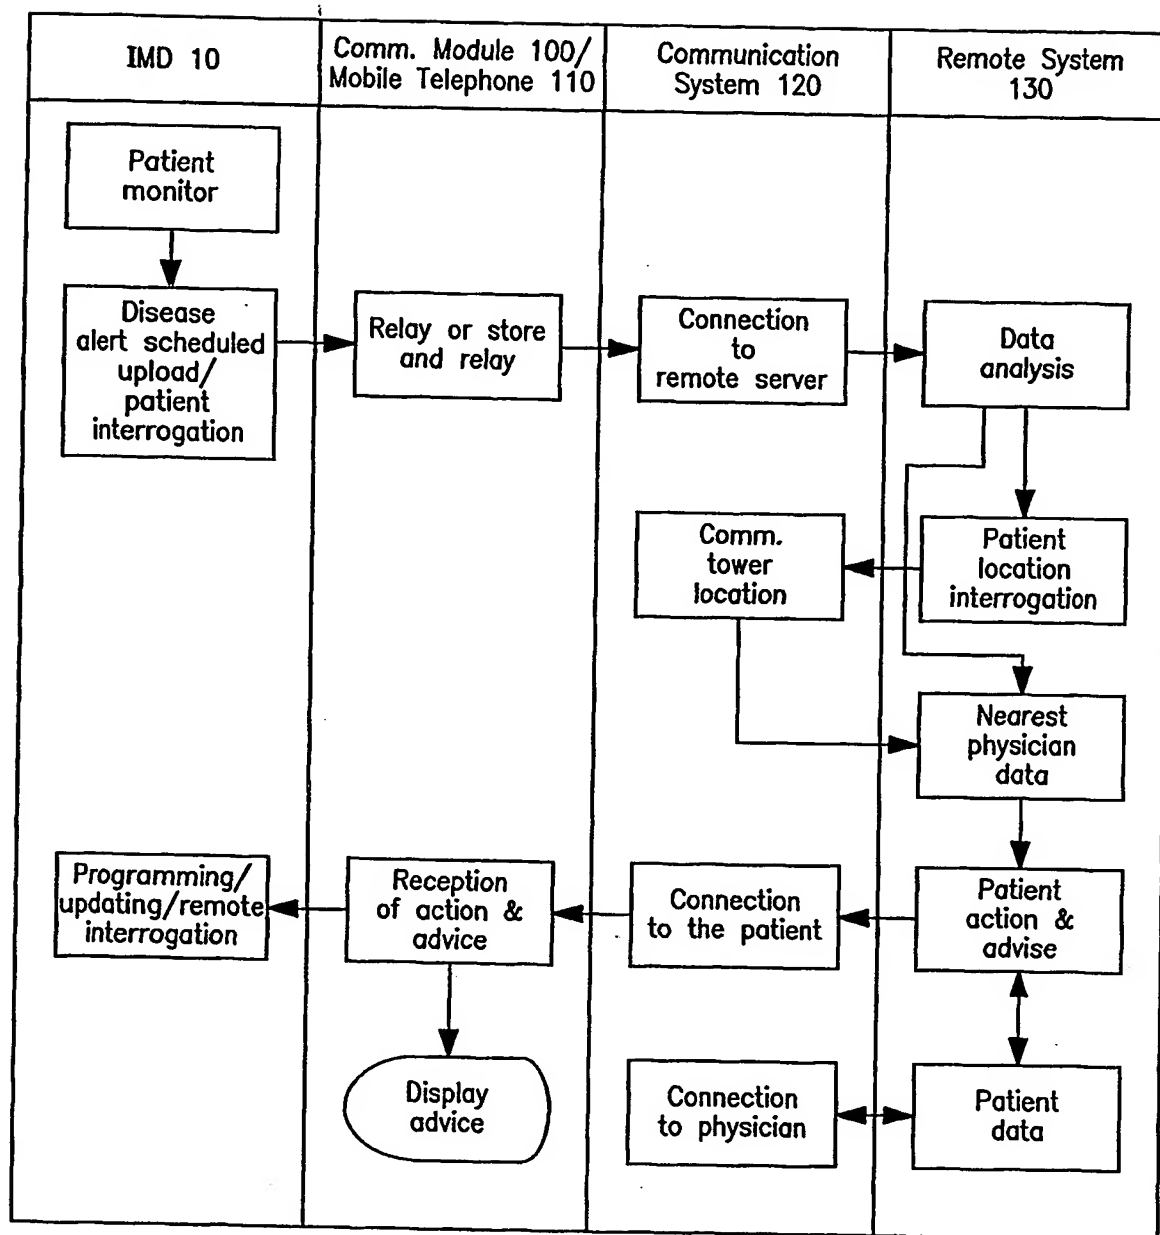 IMD 10
Comm. Module 100/
Mobile Telephone 110
Communication
System 120
Remote System
130
Patient
monitor
Disease
alert scheduled
upload/
patient
interrogation
Relay or store
and relay
Connection
to
remote server
Data
analysis
Comm.
tower
location
Patient
location
interrogation
Nearest
physician
data
Programming/
updating/remote
interrogation
Reception
of action &
advice
Connection
to the patient
Patient
action &
advise
Display
advice
Connection
to physician
Patient
data